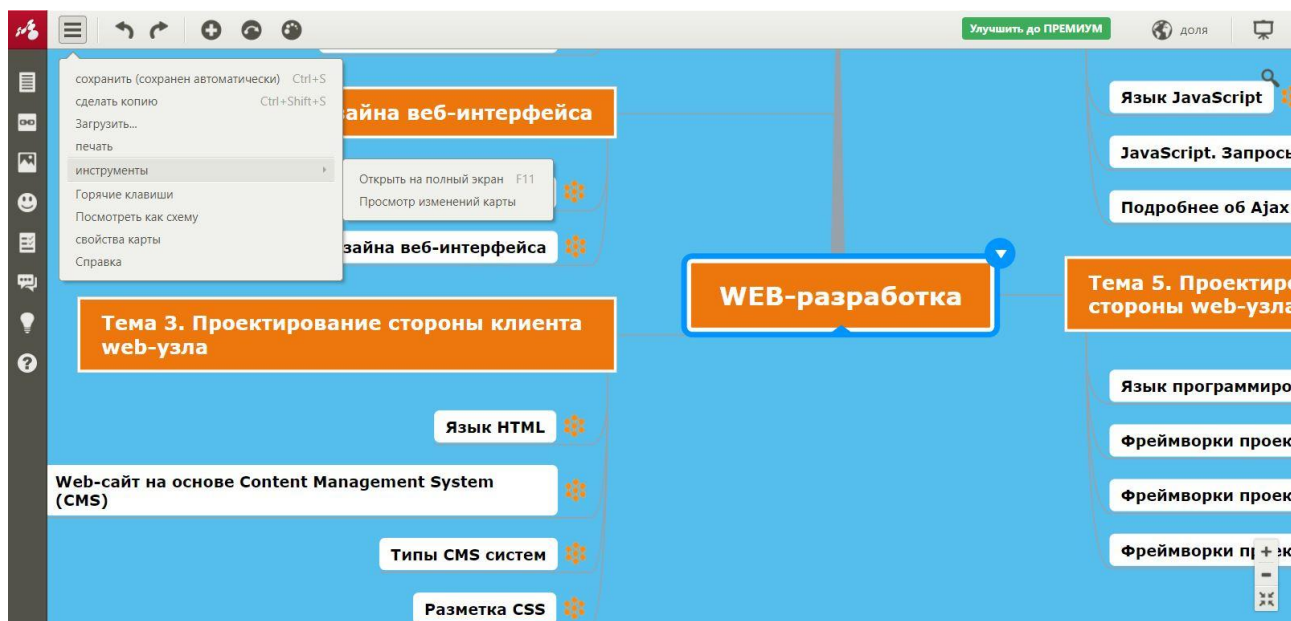 Улучшить до ПРЕМИУМ
доля
сохранить (сохранен автоматически) Ctrl+S
сделать копию Ctrl+Shift+S
Загрузить...
печать
инструменты
Горячие клавиши
Посмотреть как схему
свойства карты
Справка
Открыть на полный экран F11
Просмотр изменений карты
айна веб-интерфейса
зайна веб-интерфейса
Тема 3. Проектирование стороны клиента
web-узла
Язык HTML
Web-сайт на основе Content Management System
(CMS)
Типы CMS систем
Разметка CSS
WEB-разработка
Язык JavaScript
JavaScript. Запросы
Подробнее об Ajax
Тема 5. Проектиро
стороны web-узла
Язык программиро
Фреймворки проек
Фреймворки проек
Фреймворки